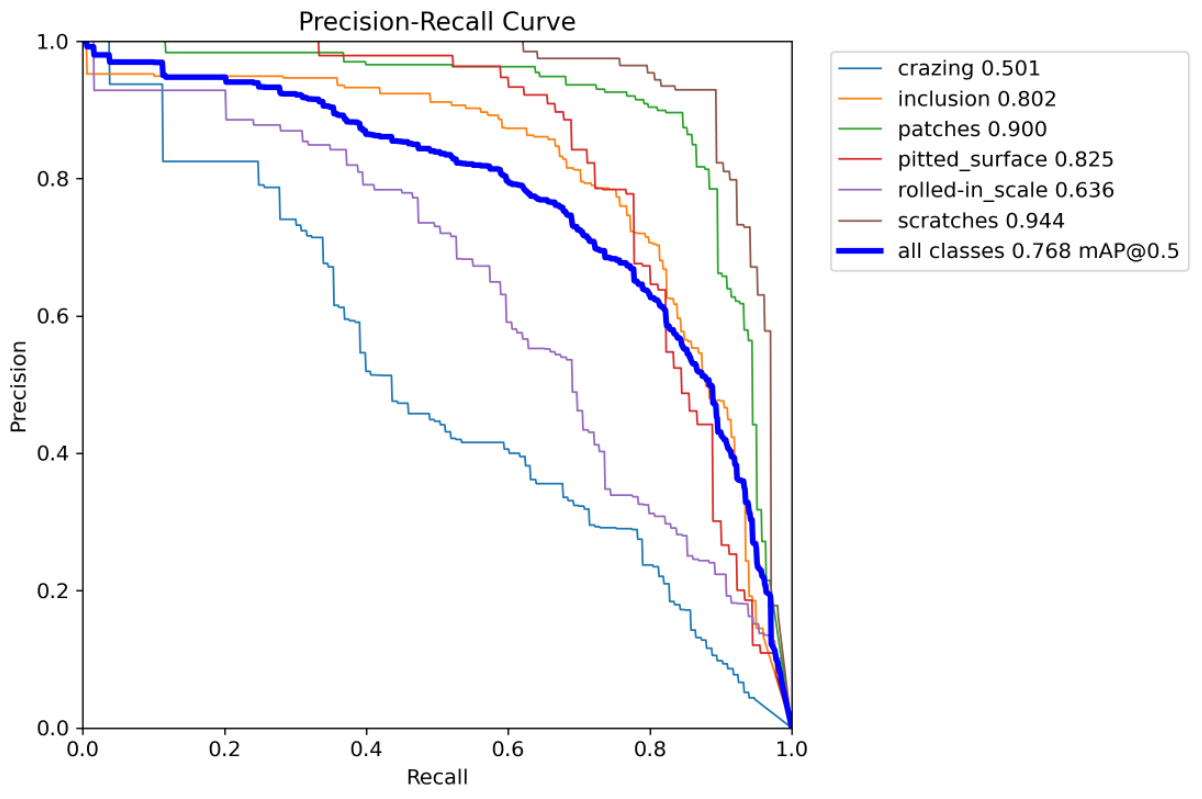 Precision-Recall Curve
1.0
0.8
0.6
0.4
0.2
0.0
Precision
0.0 0.2 0.4 0.6 0.8 1.0
Recall
crazing 0.501
inclusion 0.802
patches 0.900
pitted_surface 0.825
rolled-in_scale 0.636
scratches 0.944
all classes 0.768 mAP@0.5